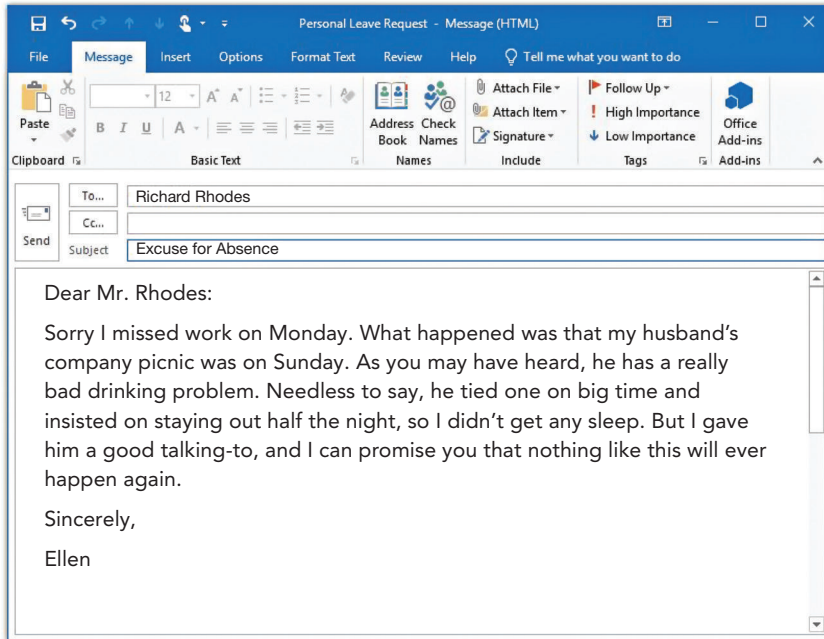 Personal Leave Request - Message (HTML)
File Message Insert Options Format Text Review Help Tell me what you want to do
Paste
12 A A
B I U A
Address Book
Check Names
Attach File
Attach Item
Signature
Follow Up
High Importance
Low Importance
Office Add-ins
Clipboard Basic Text Names Include Tags Add-ins
Send
To... Richard Rhodes
Cc...
Subject Excuse for Absence
Dear Mr. Rhodes:
Sorry I missed work on Monday. What happened was that my husband’s
company picnic was on Sunday. As you may have heard, he has a really
bad drinking problem. Needless to say, he tied one on big time and
insisted on staying out half the night, so I didn’t get any sleep. But I gave
him a good talking-to, and I can promise you that nothing like this will ever
happen again.
Sincerely,
Ellen